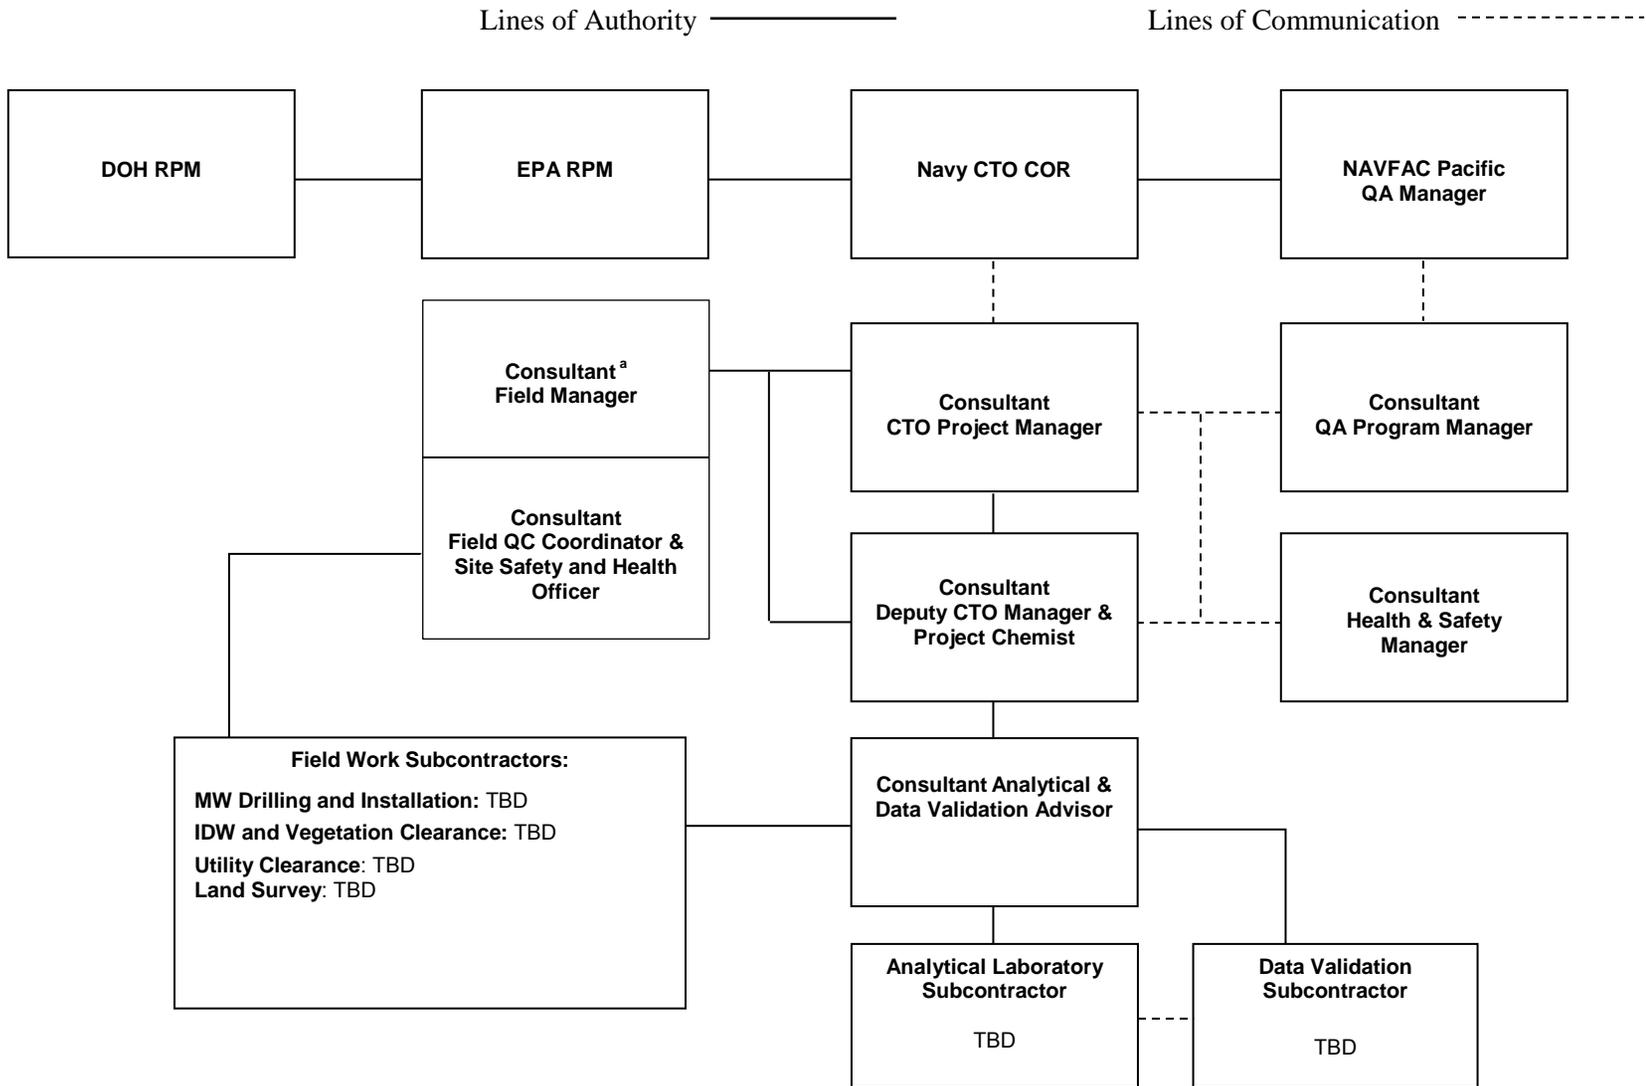 Lines of Authority
Lines of Communication
DOH RPM
EPA RPM
Navy CTO COR
NAVFAC Pacific
QA Manager
Consultant a
Field Manager
Consultant
CTO Project Manager
Consultant
QA Program Manager
Consultant
Field QC Coordinator &
Site Safety and Health
Officer
Consultant
Deputy CTO Manager &
Project Chemist
Consultant
Health & Safety
Manager
Field Work Subcontractors:
MW Drilling and Installation: TBD
IDW and Vegetation Clearance: TBD
Utility Clearance: TBD
Land Survey: TBD
Consultant Analytical &
Data Validation Advisor
Analytical Laboratory
Subcontractor
TBD
Data Validation
Subcontractor
TBD